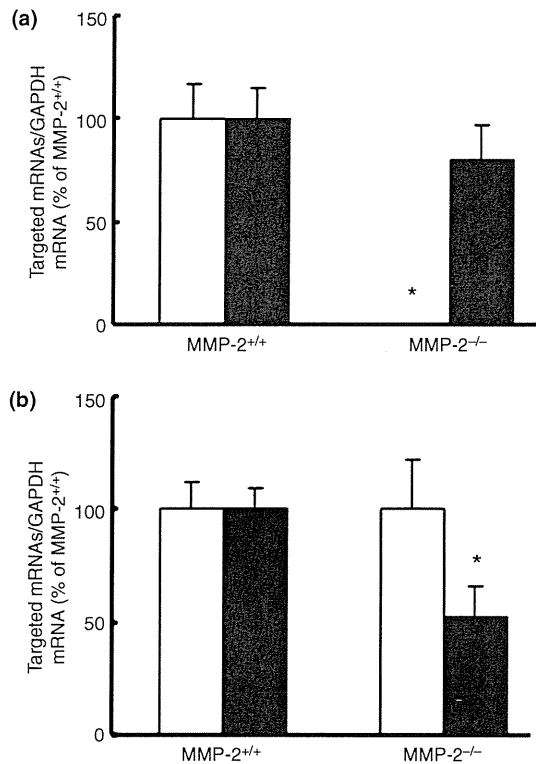 (a)
Targeted mRNAs/GAPDH
mRNA (% of MMP-2+/+)
150
100
50
0
*
MMP-2+/+
MMP-2–/–
(b)
Targeted mRNAs/GAPDH
mRNA (% of MMP-2+/+)
150
100
50
0
*
MMP-2+/+
MMP-2–/–